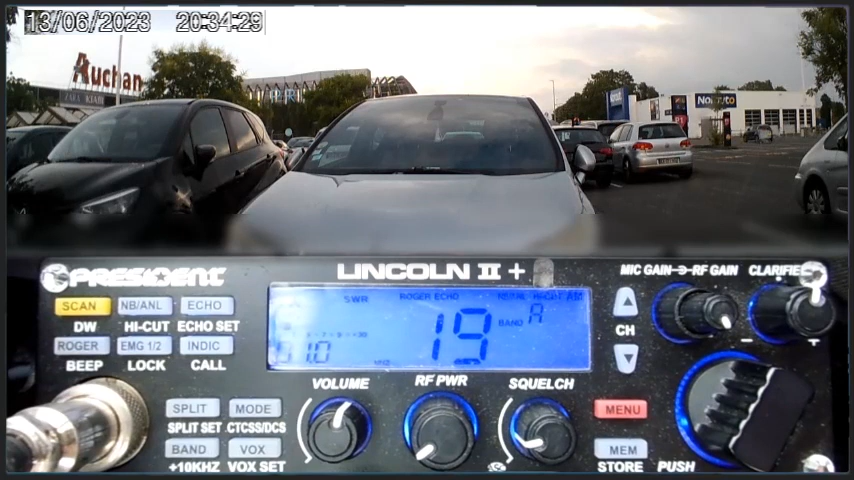 13/06/2023 20:34:29
Auchan
Norauto
PRESIDENT
LINCOLN II +
MIC GAIN RF GAIN CLARIFIER
SCAN NB/ANL ECHO
DW HI-CUT ECHO SET
ROGER EMG 1/2 INDIC
BEEP LOCK CALL
SWR ROGER ECHO
19 BAND A
CH
VOLUME RF PWR SQUELCH
SPLIT MODE
SPLIT SET CTCSS/DCS
BAND VOX
+10KHZ VOX SET
MENU
MEM
STORE PUSH
- +